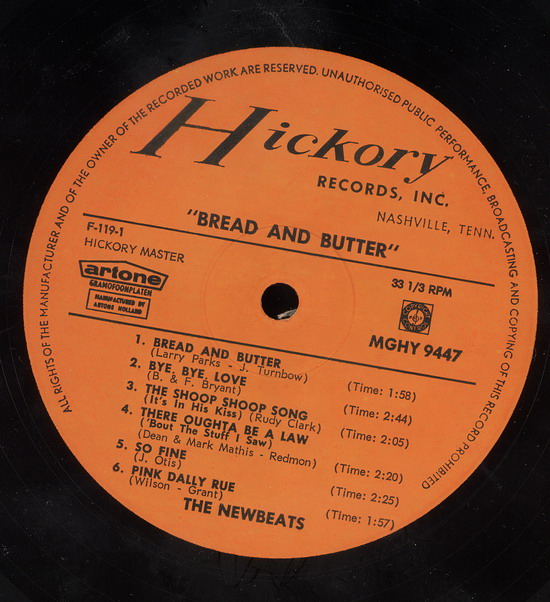 ALL RIGHTS OF THE MANUFACTURER AND OF THE OWNER OF THE RECORDED WORK ARE RESERVED. UNAUTHORISED PUBLIC PERFORMANCE, BROADCASTING AND COPYING OF THIS RECORD PROHIBITED
Hickory
RECORDS, INC.
NASHVILLE, TENN.
"BREAD AND BUTTER"
F-119-1
HICKORY MASTER
33 1/3 RPM
artone
GRAMOFOONPLATEN
MANUFACTURED BY
ARTONE HOLLAND
MGHY 9447
1. BREAD AND BUTTER
(Larry Parks - J. Turnbow) (Time: 1:58)
2. BYE, BYE, LOVE
(B. & F. Bryant) (Time: 2:44)
3. THE SHOOP SHOOP SONG
(It's In His Kiss) (Rudy Clark) (Time: 2:05)
4. THERE OUGHTA BE A LAW
('Bout The Stuff I Saw)
(Dean & Mark Mathis - Redmon) (Time: 2:20)
5. SO FINE
(J. Otis) (Time: 2:25)
6. PINK DALLY RUE
(Wilson - Grant) (Time: 1:57)
THE NEWBEATS